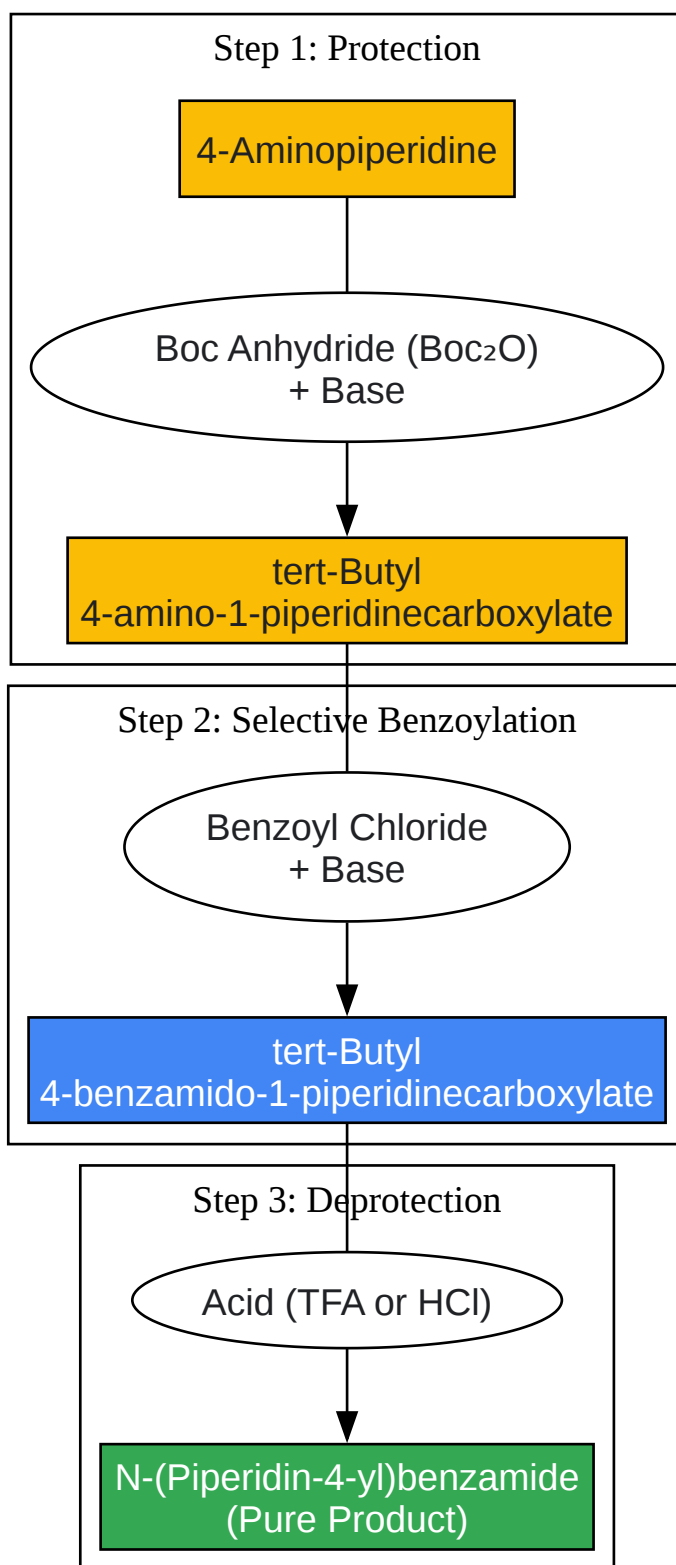 Step 1: Protection
4-Aminopiperidine
Boc Anhydride (Boc₂O)
+ Base
tert-Butyl
4-amino-1-piperidinecarboxylate
Step 2: Selective Benzoylation
Benzoyl Chloride
+ Base
tert-Butyl
4-benzamido-1-piperidinecarboxylate
Step 3: Deprotection
Acid (TFA or HCl)
N-(Piperidin-4-yl)benzamide
(Pure Product)